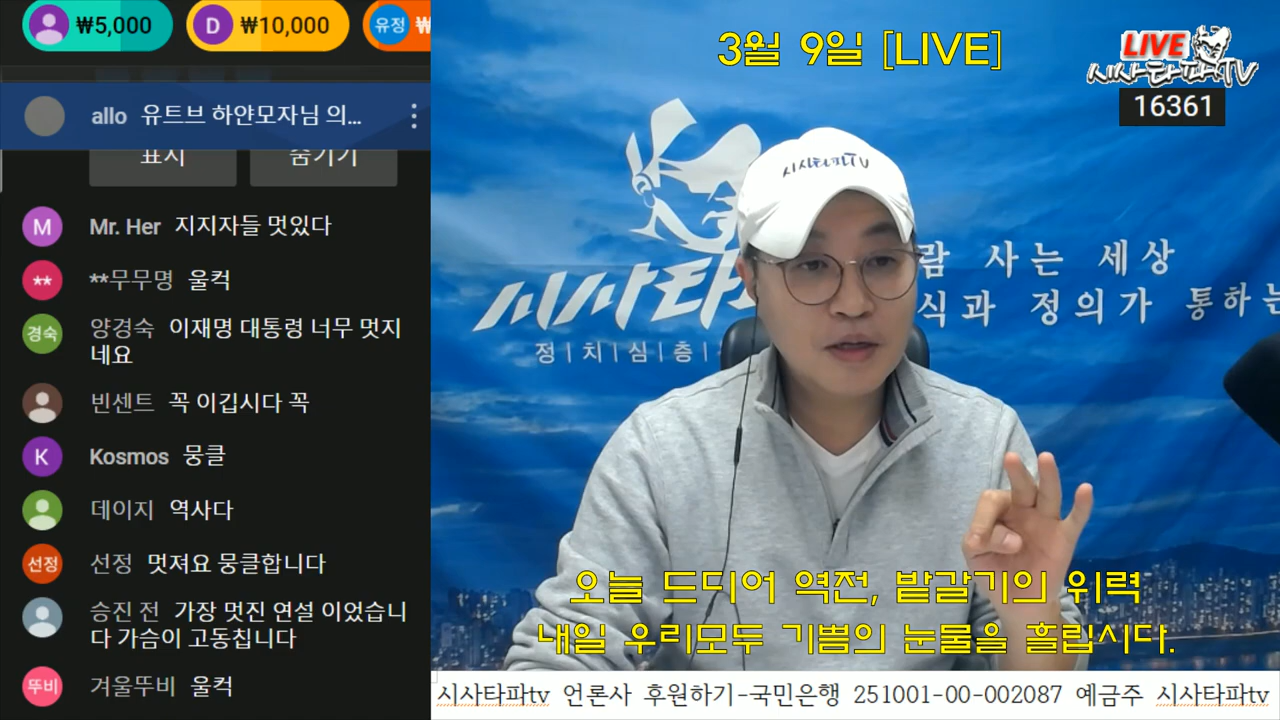 ₩5,000
D ₩10,000
유정 ₩
allo 유트브 하얀모자님 의...
표시
숨기기
M Mr. Her 지지자들 멋있다
** **무무명 울컥
경숙 양경숙 이재명 대통령 너무 멋지
네요
빈센트 꼭 이깁시다 꼭
K Kosmos 뭉클
데이지 역사다
선정 선정 멋져요 뭉클합니다
승진 전 가장 멋진 연설 이었습니
다 가슴이 고동칩니다
뚜비 겨울뚜비 울컥
3월 9일 [LIVE]
LIVE
시사타파TV
16361
시사타파TV
시사타파
정|치|심|층|
람 사는 세상
식과 정의가 통하는
오늘 드디어 역전, 밭갈기의 위력
내일 우리모두 기쁨의 눈물을 흘립시다.
시사타파tv 언론사 후원하기-국민은행 251001-00-002087 예금주 시사타파tv